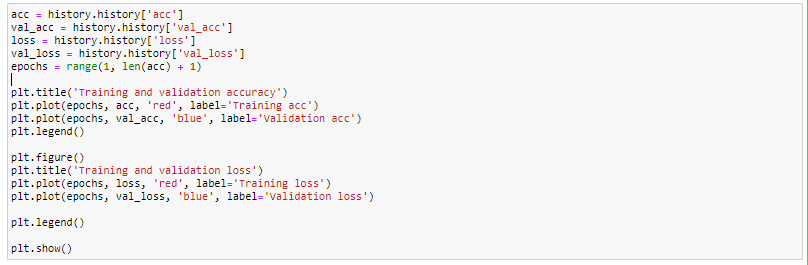 acc = history.history['acc']
val_acc = history.history['val_acc']
loss = history.history['loss']
val_loss = history.history['val_loss']
epochs = range(1, len(acc) + 1)
plt.title('Training and validation accuracy')
plt.plot(epochs, acc, 'red', label='Training acc')
plt.plot(epochs, val_acc, 'blue', label='Validation acc')
plt.legend()
plt.figure()
plt.title('Training and validation loss')
plt.plot(epochs, loss, 'red', label='Training loss')
plt.plot(epochs, val_loss, 'blue', label='Validation loss')
plt.legend()
plt.show()